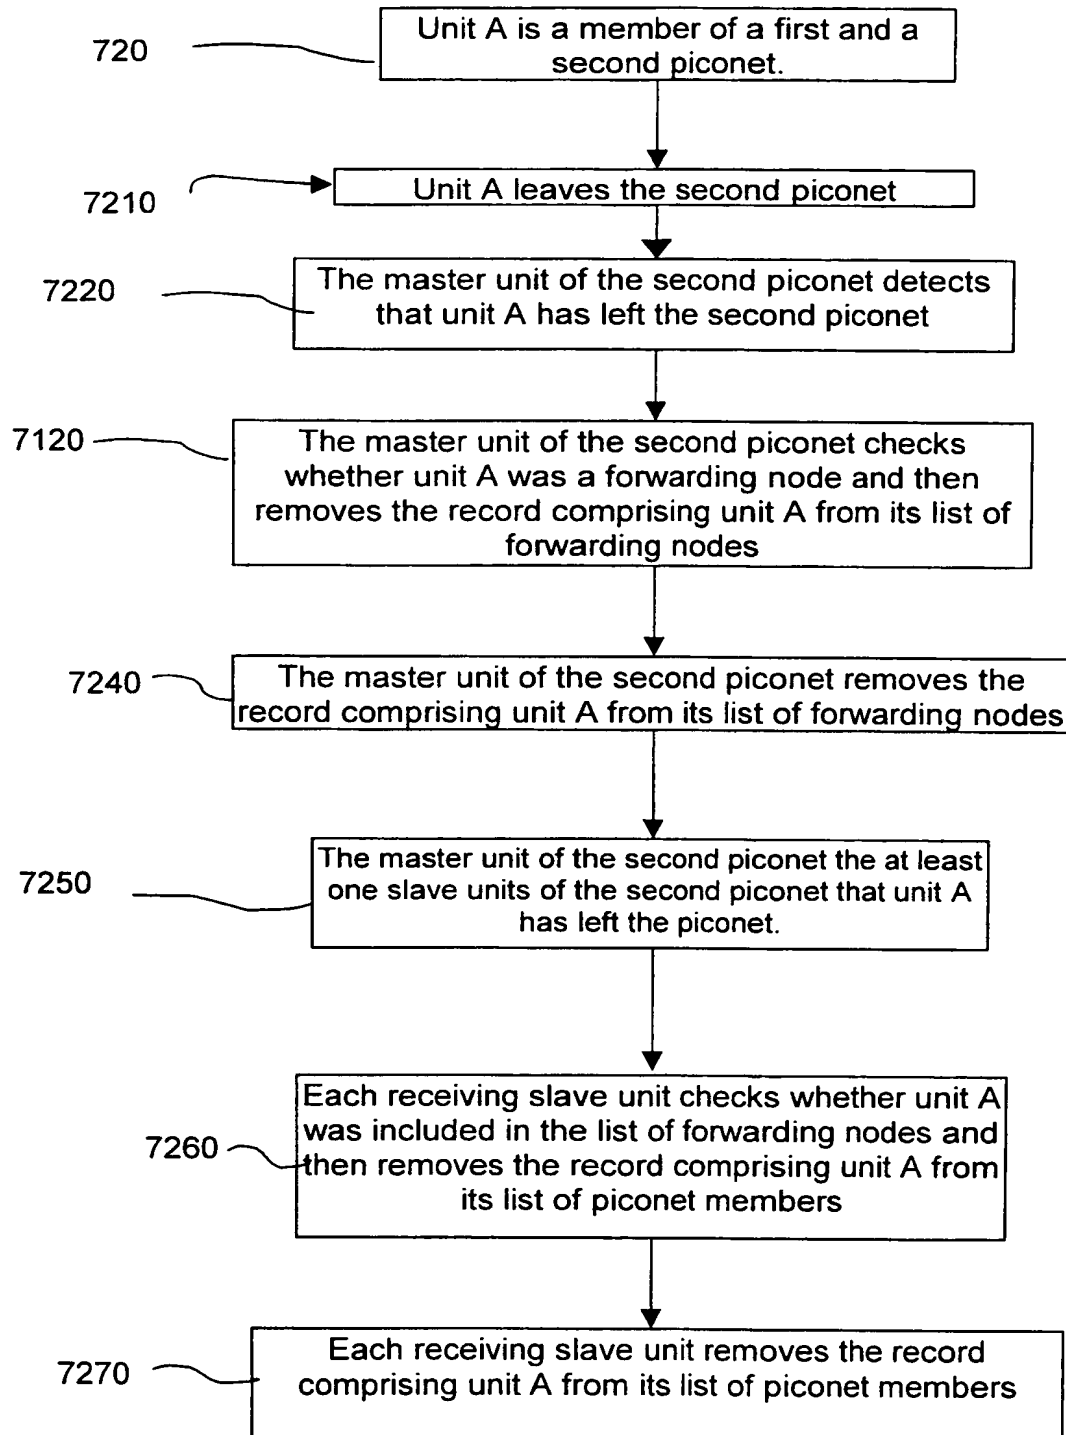 720
Unit A is a member of a first and a
second piconet.
7210
Unit A leaves the second piconet
7220
The master unit of the second piconet detects
that unit A has left the second piconet
7120
The master unit of the second piconet checks
whether unit A was a forwarding node and then
removes the record comprising unit A from its list of
forwarding nodes
7240
The master unit of the second piconet removes the
record comprising unit A from its list of forwarding nodes
7250
The master unit of the second piconet the at least
one slave units of the second piconet that unit A
has left the piconet.
7260
Each receiving slave unit checks whether unit A
was included in the list of forwarding nodes and
then removes the record comprising unit A from
its list of piconet members
7270
Each receiving slave unit removes the record
comprising unit A from its list of piconet members